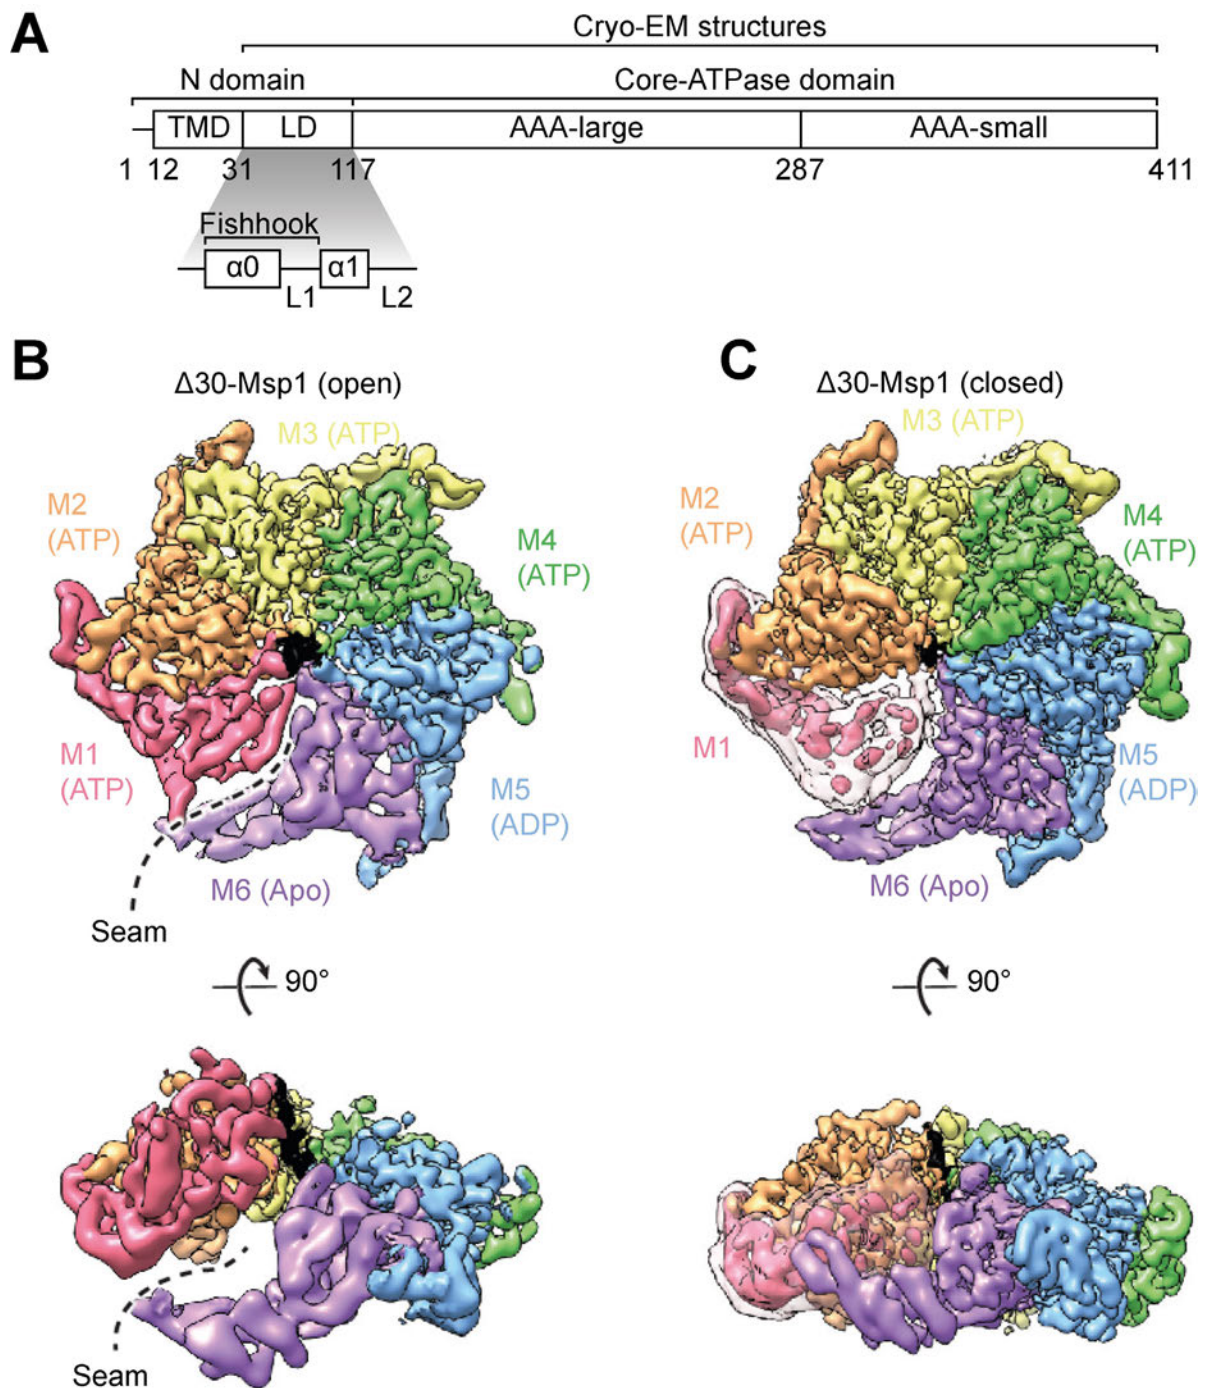 A
Cryo-EM structures
N domain Core-ATPase domain
TMD LD AAA-large AAA-small
1 12 31 117 287 411
Fishhook
α0 α1
L1 L2
B
Δ30-Msp1 (open)
M3 (ATP)
M2
(ATP)
M4
(ATP)
M1
(ATP)
M5
(ADP)
M6 (Apo)
Seam
90°
Seam
C
Δ30-Msp1 (closed)
M3 (ATP)
M2
(ATP)
M4
(ATP)
M1
M5
(ADP)
M6 (Apo)
90°